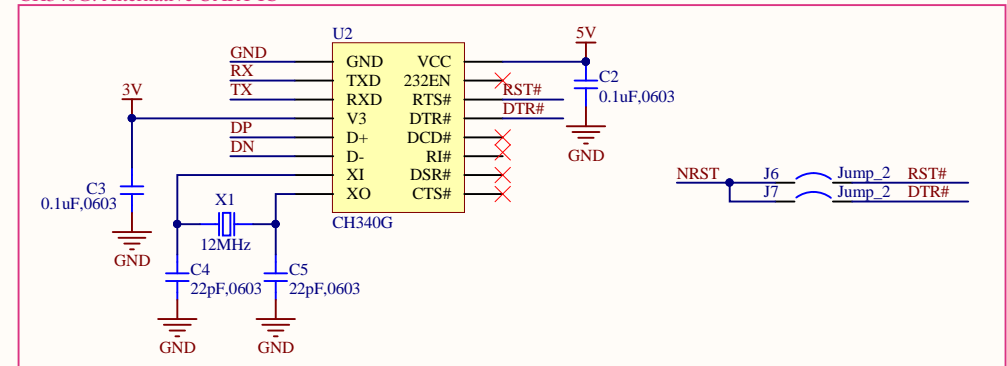 U2
5V
GND
GND
VCC
RX
TXD
232EN
C2
TX
RXD
RTS#
RST#
0.1uF,0603
3V
V3
DTR#
DTR#
DP
D+
DCD#
GND
DN
D-
RI#
XI
DSR#
NRST
J6
Jump_2
RST#
C3
XO
CTS#
J7
Jump_2
DTR#
0.1uF,0603
X1
CH340G
12MHz
GND
C4
C5
22pF,0603
22pF,0603
GND
GND